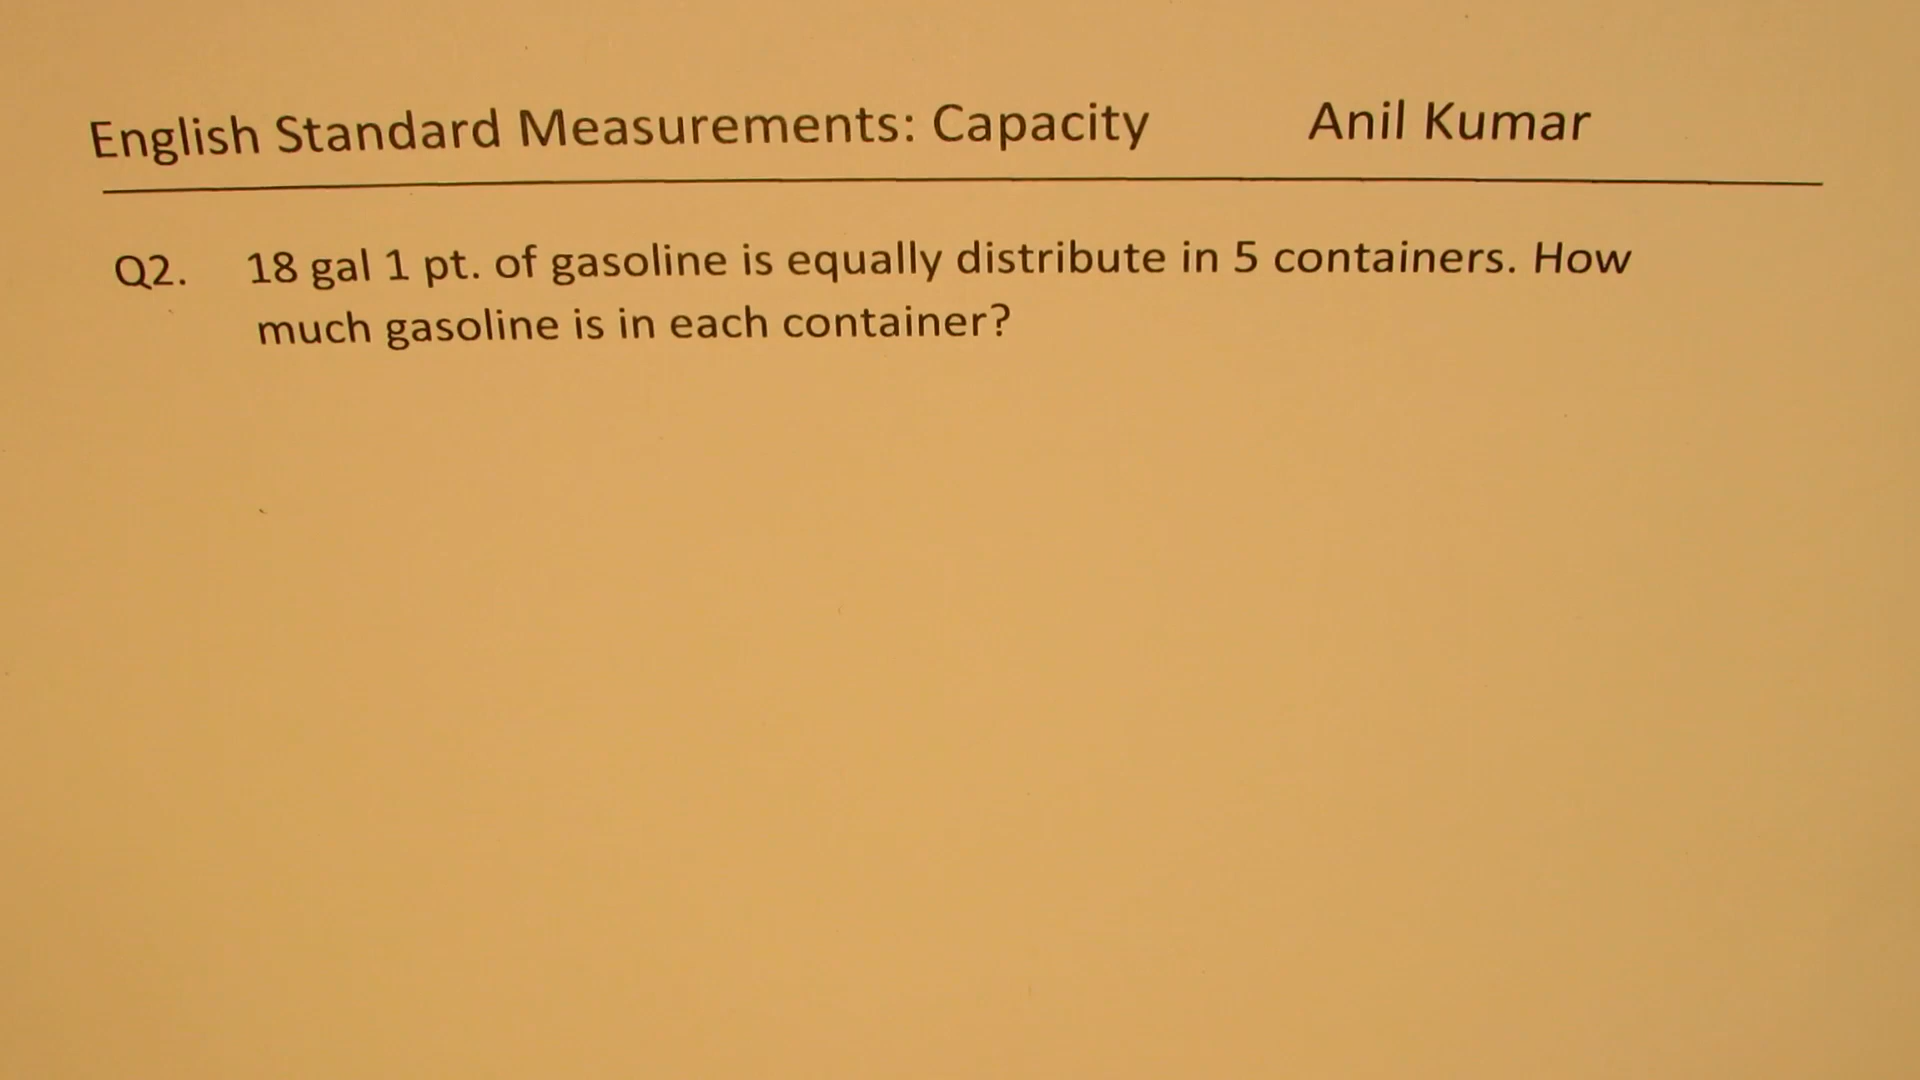 English Standard Measurements: Capacity Anil Kumar
Q2. 18 gal 1 pt. of gasoline is equally distribute in 5 containers. How
much gasoline is in each container?